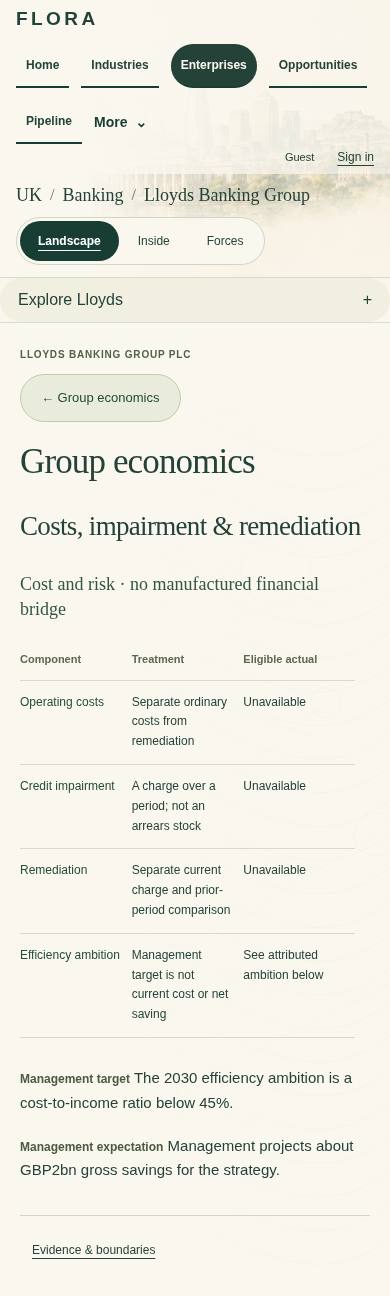 FLORA
Home Industries Enterprises Opportunities
Pipeline More ⌄
Guest Sign in
UK / Banking / Lloyds Banking Group
Landscape Inside Forces
Explore Lloyds +
LLOYDS BANKING GROUP PLC
← Group economics
Group economics
Costs, impairment & remediation
Cost and risk · no manufactured financial
bridge
Component Treatment Eligible actual
Operating costs Separate ordinary Unavailable
costs from
remediation
Credit impairment A charge over a Unavailable
period; not an
arrears stock
Remediation Separate current Unavailable
charge and prior-
period comparison
Efficiency ambition Management See attributed
target is not ambition below
current cost or net
saving
Management target The 2030 efficiency ambition is a
cost-to-income ratio below 45%.
Management expectation Management projects about
GBP2bn gross savings for the strategy.
Evidence & boundaries